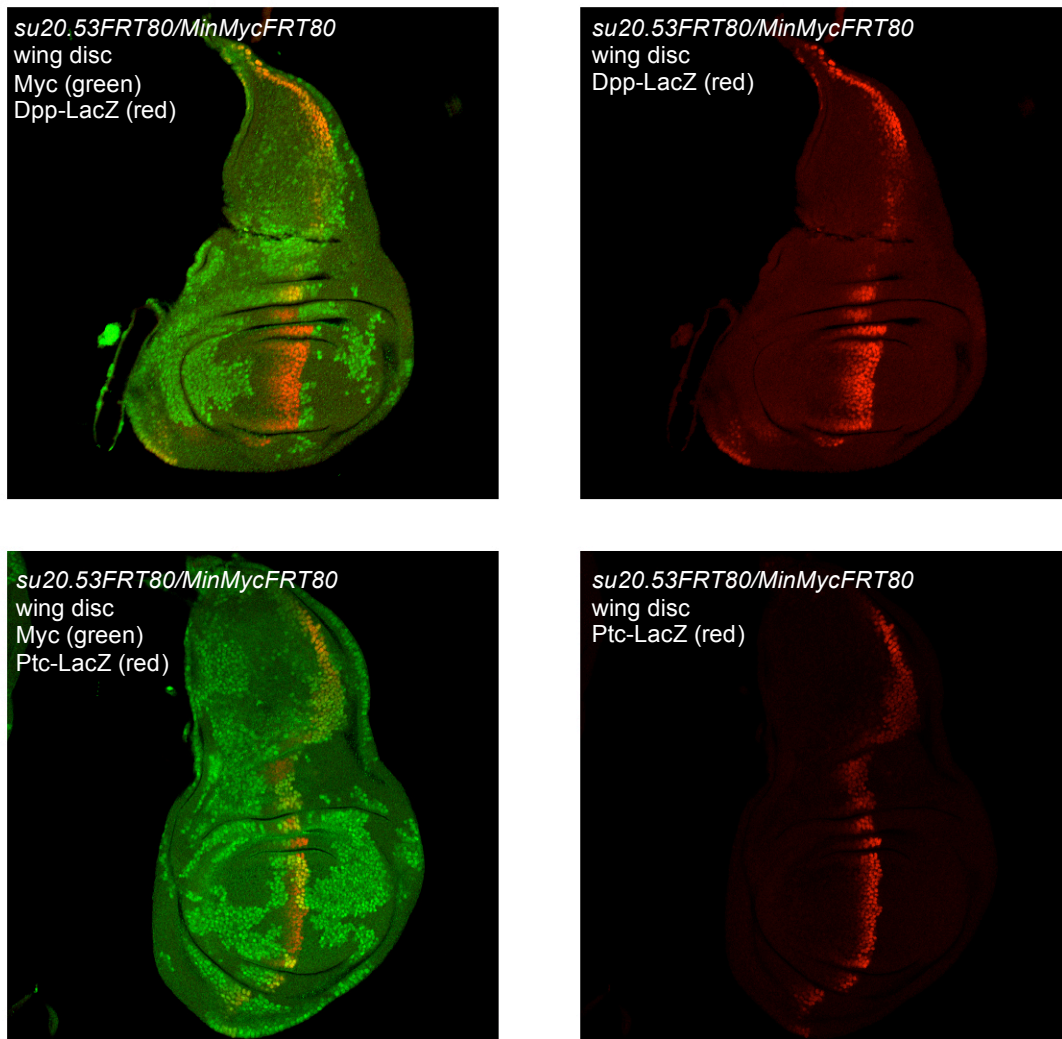 su20.53FRT80/MinMycFRT80
wing disc
Myc (green)
Dpp-LacZ (red)
su20.53FRT80/MinMycFRT80
wing disc
Dpp-LacZ (red)
su20.53FRT80/MinMycFRT80
wing disc
Myc (green)
Ptc-LacZ (red)
su20.53FRT80/MinMycFRT80
wing disc
Ptc-LacZ (red)